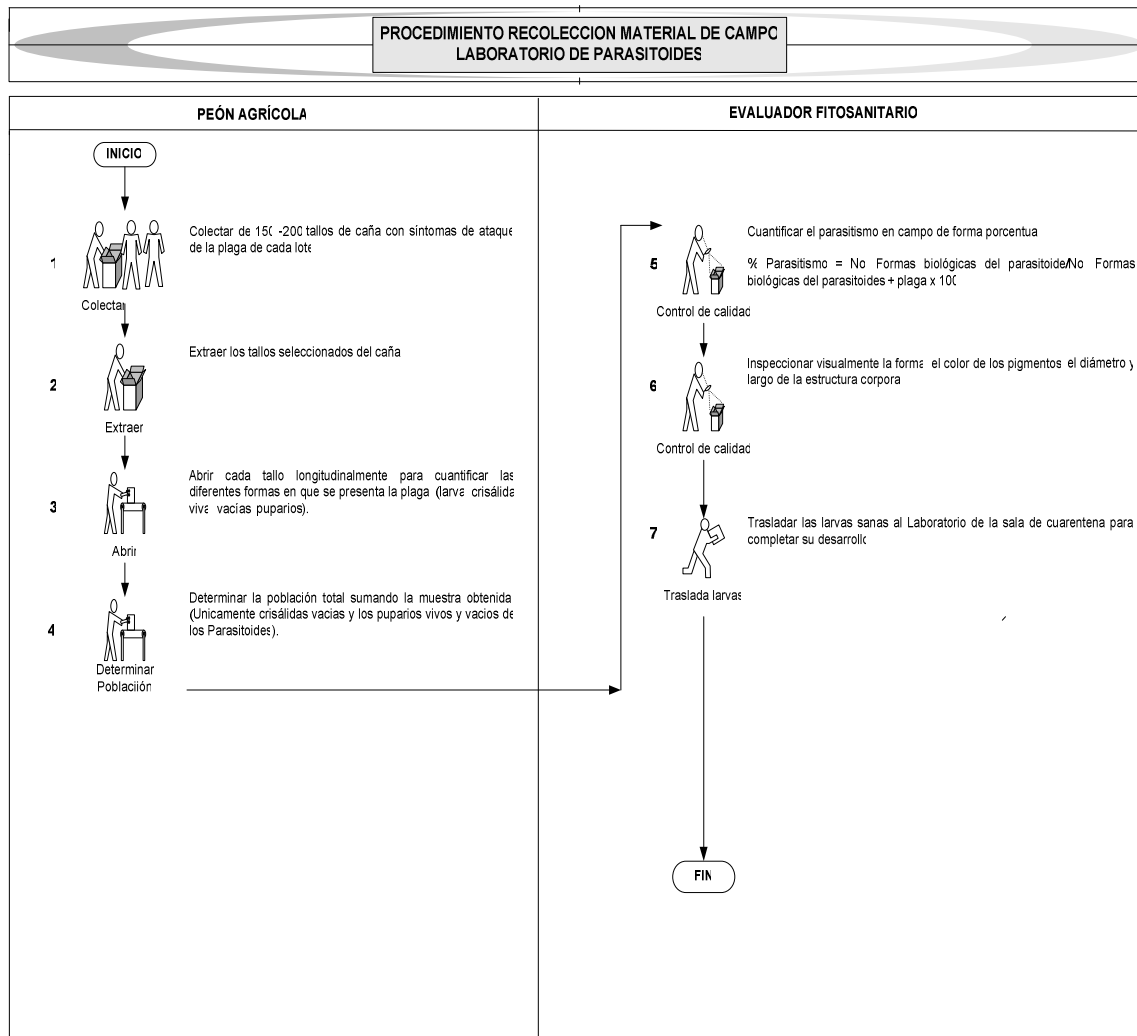 PROCEDIMIENTO RECOLECCION MATERIAL DE CAMPO
LABORATORIO DE PARASITOIDES
PEÓN AGRÍCOLA
INICIO
1
Colectar de 150 -200 tallos de caña con sintomas de ataque
de la plaga de cada lote
Colectar
2
Extraer los tallos seleccionados del caña
Extraer
3
Abrir cada tallo longitudinalmente para cuantificar las
diferentes formas en que se presenta la plaga (larva crisálida
viva vacias puparios).
Abrir
4
Determinar la población total sumando la muestra obtenida
(Unicamente crisálidas vacias y los puparios vivos y vacios de
los Parasitoides).
Determinar
Poblaciión
EVALUADOR FITOSANITARIO
5
Cuantificar el parasitismo en campo de forma porcentua
% Parasitismo = No Formas biológicas del parasitoide/No Formas
biológicas del parasitoides + plaga x 100
Control de calidad
6
Inspeccionar visualmente la forma el color de los pigmentos el diámetro y
largo de la estructura corpora
Control de calidad
7
Trasladar las larvas sanas al Laboratorio de la sala de cuarentena para
completar su desarrollo
Traslada larvas
FIN